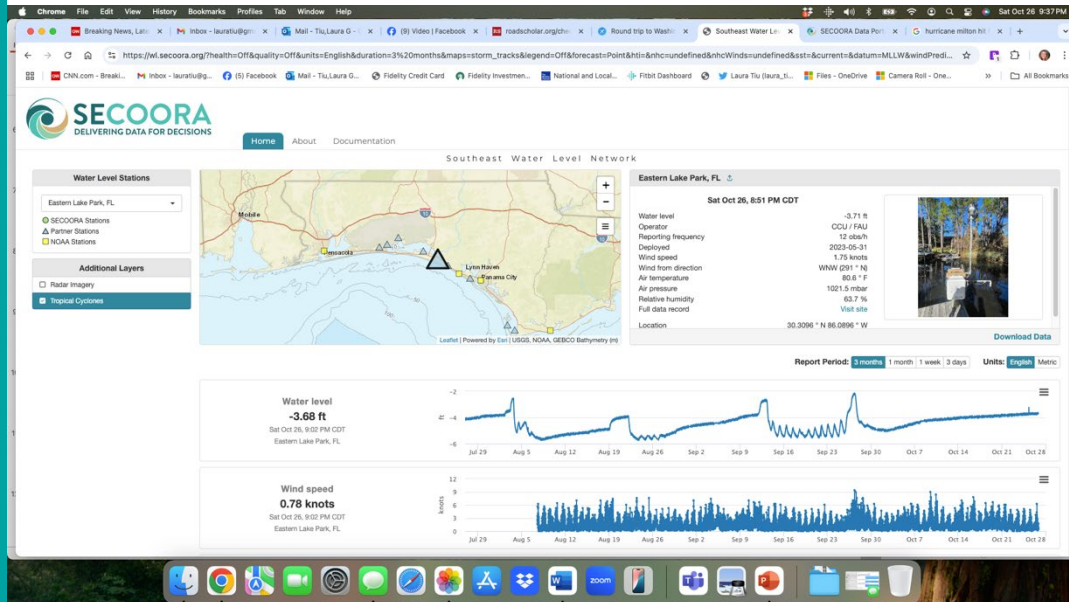 Chrome File Edit View History Bookmarks Profiles Tab Window Help
Sat Oct 26 9:37 PM
Breaking News, Late
M Inbox - lauratiu@gm
Mail - Tiu,Laura G -
(9) Video | Facebook
roadscholar.org/che
Round trip to Washi
Southeast Water Le
SECOORA Data Port
hurricane milton hit
https://wl.secoora.org/?health=Off&quality=Off&units=English&duration=3%20months&maps=storm_tracks&legend=Off&forecast=Point&hti=&nhc=undefined&nhcWinds=undefined&sst=&current=&datum=MLLW&windPredi...
CNN.com - Breaki...
Inbox - lauratiu@g...
(5) Facebook
Mail - Tiu,Laura G...
Fidelity Credit Card
Fidelity Investmen...
National and Local...
Fitbit Dashboard
Laura Tiu (laura_ti...
Files - OneDrive
Camera Roll - One...
All Bookmarks
SECOORA
DELIVERING DATA FOR DECISIONS
Home About Documentation
Southeast Water Level Network
Water Level Stations
Eastern Lake Park, FL
SECOORA Stations
Partner Stations
NOAA Stations
Additional Layers
Radar Imagery
Tropical Cyclones
+
−
Mobile
10
Pensacola
Lynn Haven
Panama City
Leaflet | Powered by Esri | USGS, NOAA, GEBCO Bathymetry (m)
Eastern Lake Park, FL
Sat Oct 26, 8:51 PM CDT
Water level -3.71 ft
Operator CCU / FAU
Reporting frequency 12 obs/h
Deployed 2023-05-31
Wind speed 1.75 knots
Wind from direction WNW (291 ° N)
Air temperature 80.6 ° F
Air pressure 1021.5 mbar
Relative humidity 63.7 %
Full data record Visit site
Location 30.3096 ° N 86.0896 ° W
Download Data
Report Period: 3 months 1 month 1 week 3 days Units: English Metric
Water level
-3.68 ft
Sat Oct 26, 9:02 PM CDT
Eastern Lake Park, FL
ft
-2
-4
-6
Jul 29 Aug 5 Aug 12 Aug 19 Aug 26 Sep 2 Sep 9 Sep 16 Sep 23 Sep 30 Oct 7 Oct 14 Oct 21 Oct 28
Wind speed
0.78 knots
Sat Oct 26, 9:02 PM CDT
Eastern Lake Park, FL
knots
12
9
6
3
0
Jul 29 Aug 5 Aug 12 Aug 19 Aug 26 Sep 2 Sep 9 Sep 16 Sep 23 Sep 30 Oct 7 Oct 14 Oct 21 Oct 28
zoom